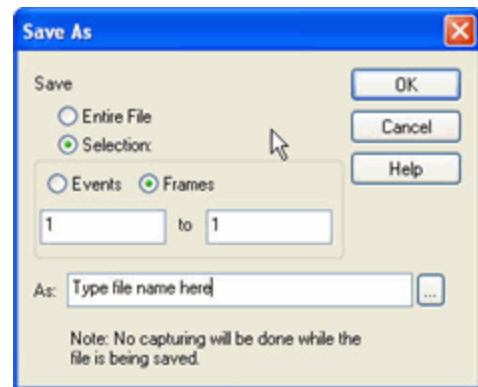 Save As
Save
OK
Entire File
Cancel
Selection:
Help
Events Frames
1 to 1
As: Type file name here ...
Note: No capturing will be done while the
file is being saved.